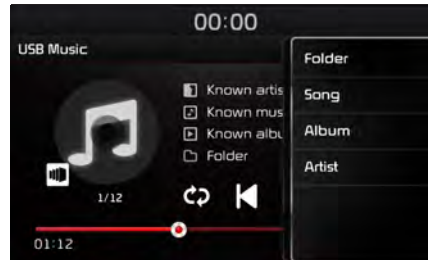 00:00
USB Music
Known artis
Known mus
Known albu
Folder
1/12
01:12
Folder
Song
Album
Artist